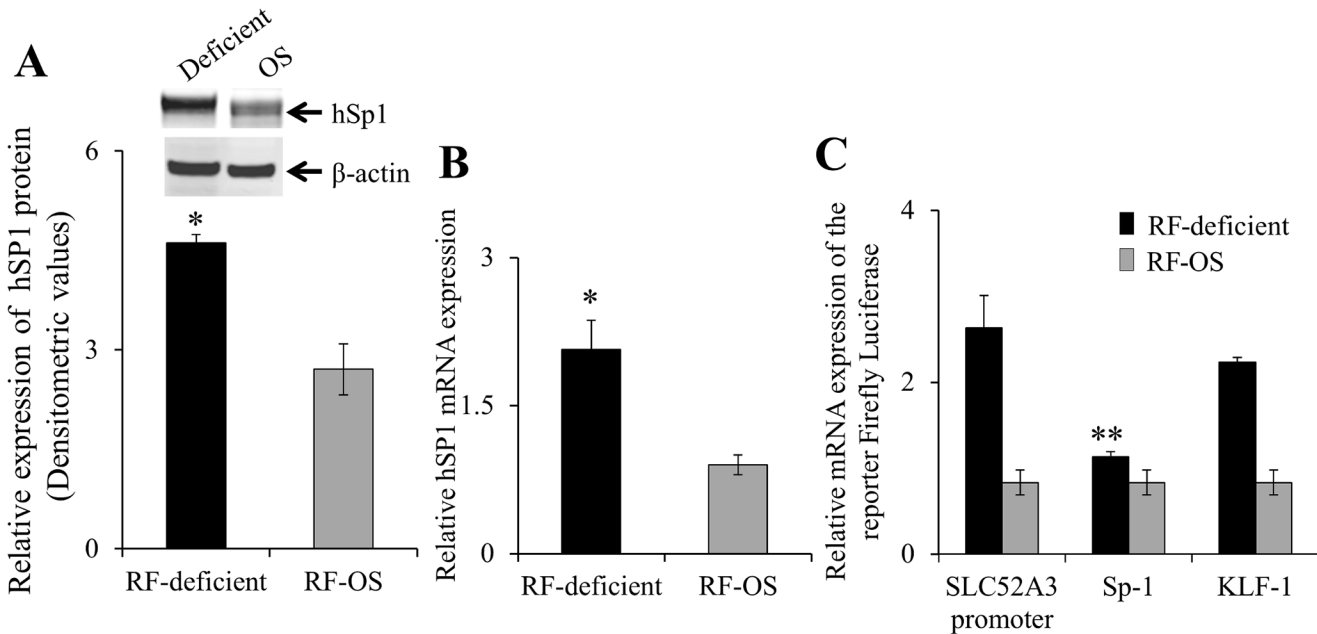 A
Deficient
OS
hSp1
β-actin
Relative expression of hSP1 protein
(Densitometric values)
6
3
0
*
RF-deficient
RF-OS
B
Relative hSP1 mRNA expression
3
1.5
0
*
RF-deficient
RF-OS
C
Relative mRNA expression of the
reporter Firefly Luciferase
4
2
0
RF-deficient
RF-OS
**
SLC52A3
promoter
Sp-1
KLF-1